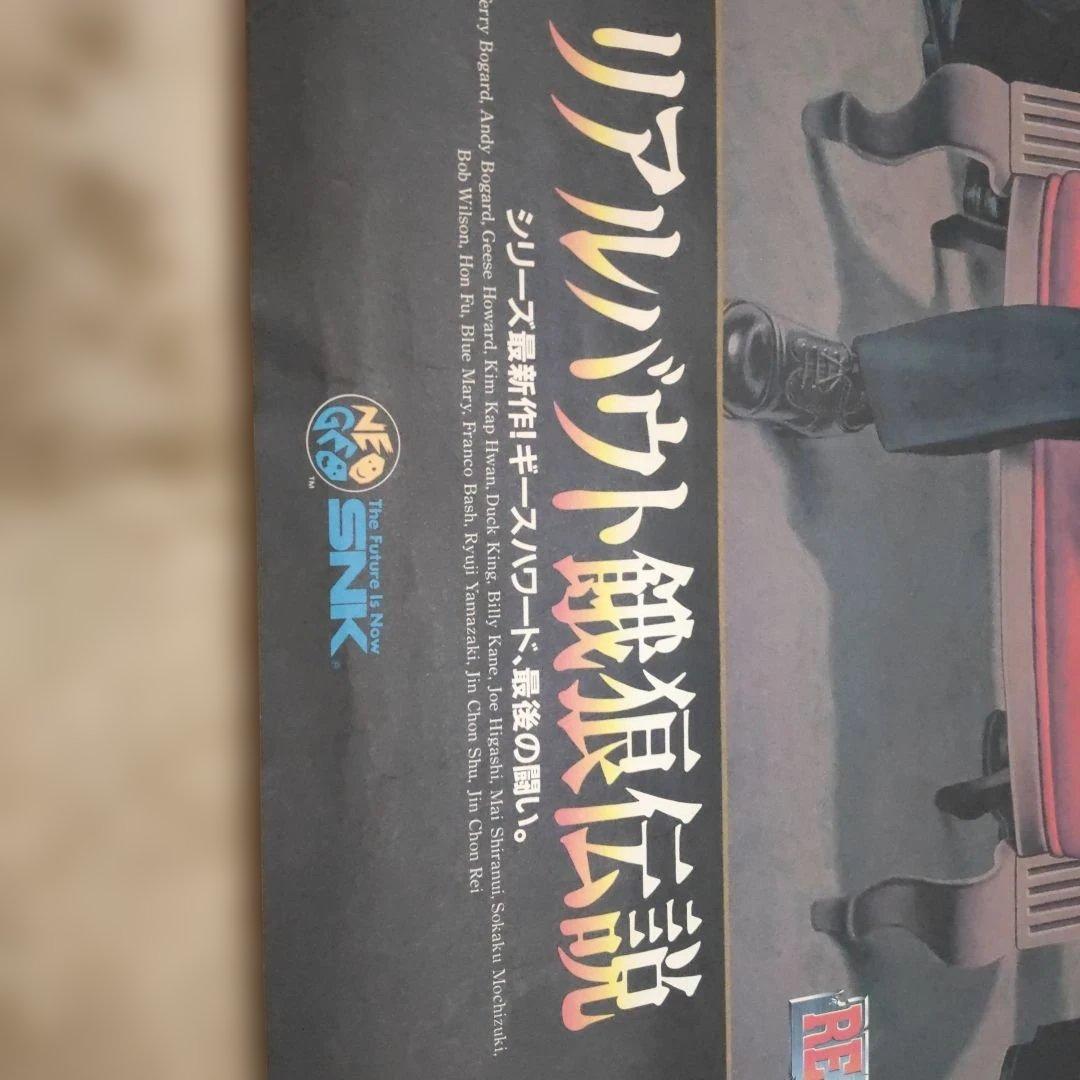 リアルバウト餓狼伝説
シリーズ最新作!ギースハワード、最後の闘い。
Terry Bogard, Andy Bogard, Geese Howard, Kim Kap Hwan, Duck King, Billy Kane, Joe Higashi, Mai Shiranui, Sokaku Mochizuki,
Bob Wilson, Hon Fu, Blue Mary, Franco Bash, Ryuji Yamazaki, Jin Chon Shu, Jin Chon Rei
NEO
GEO
™
The Future Is Now
SNK®
RE